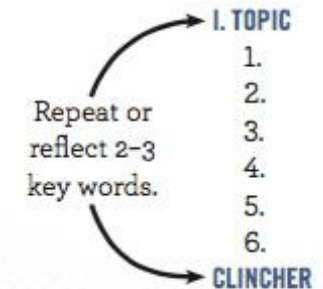 I. TOPIC
1.
2.
3.
4.
5.
6.
CLINCHER
Repeat or
reflect 2–3
key words.